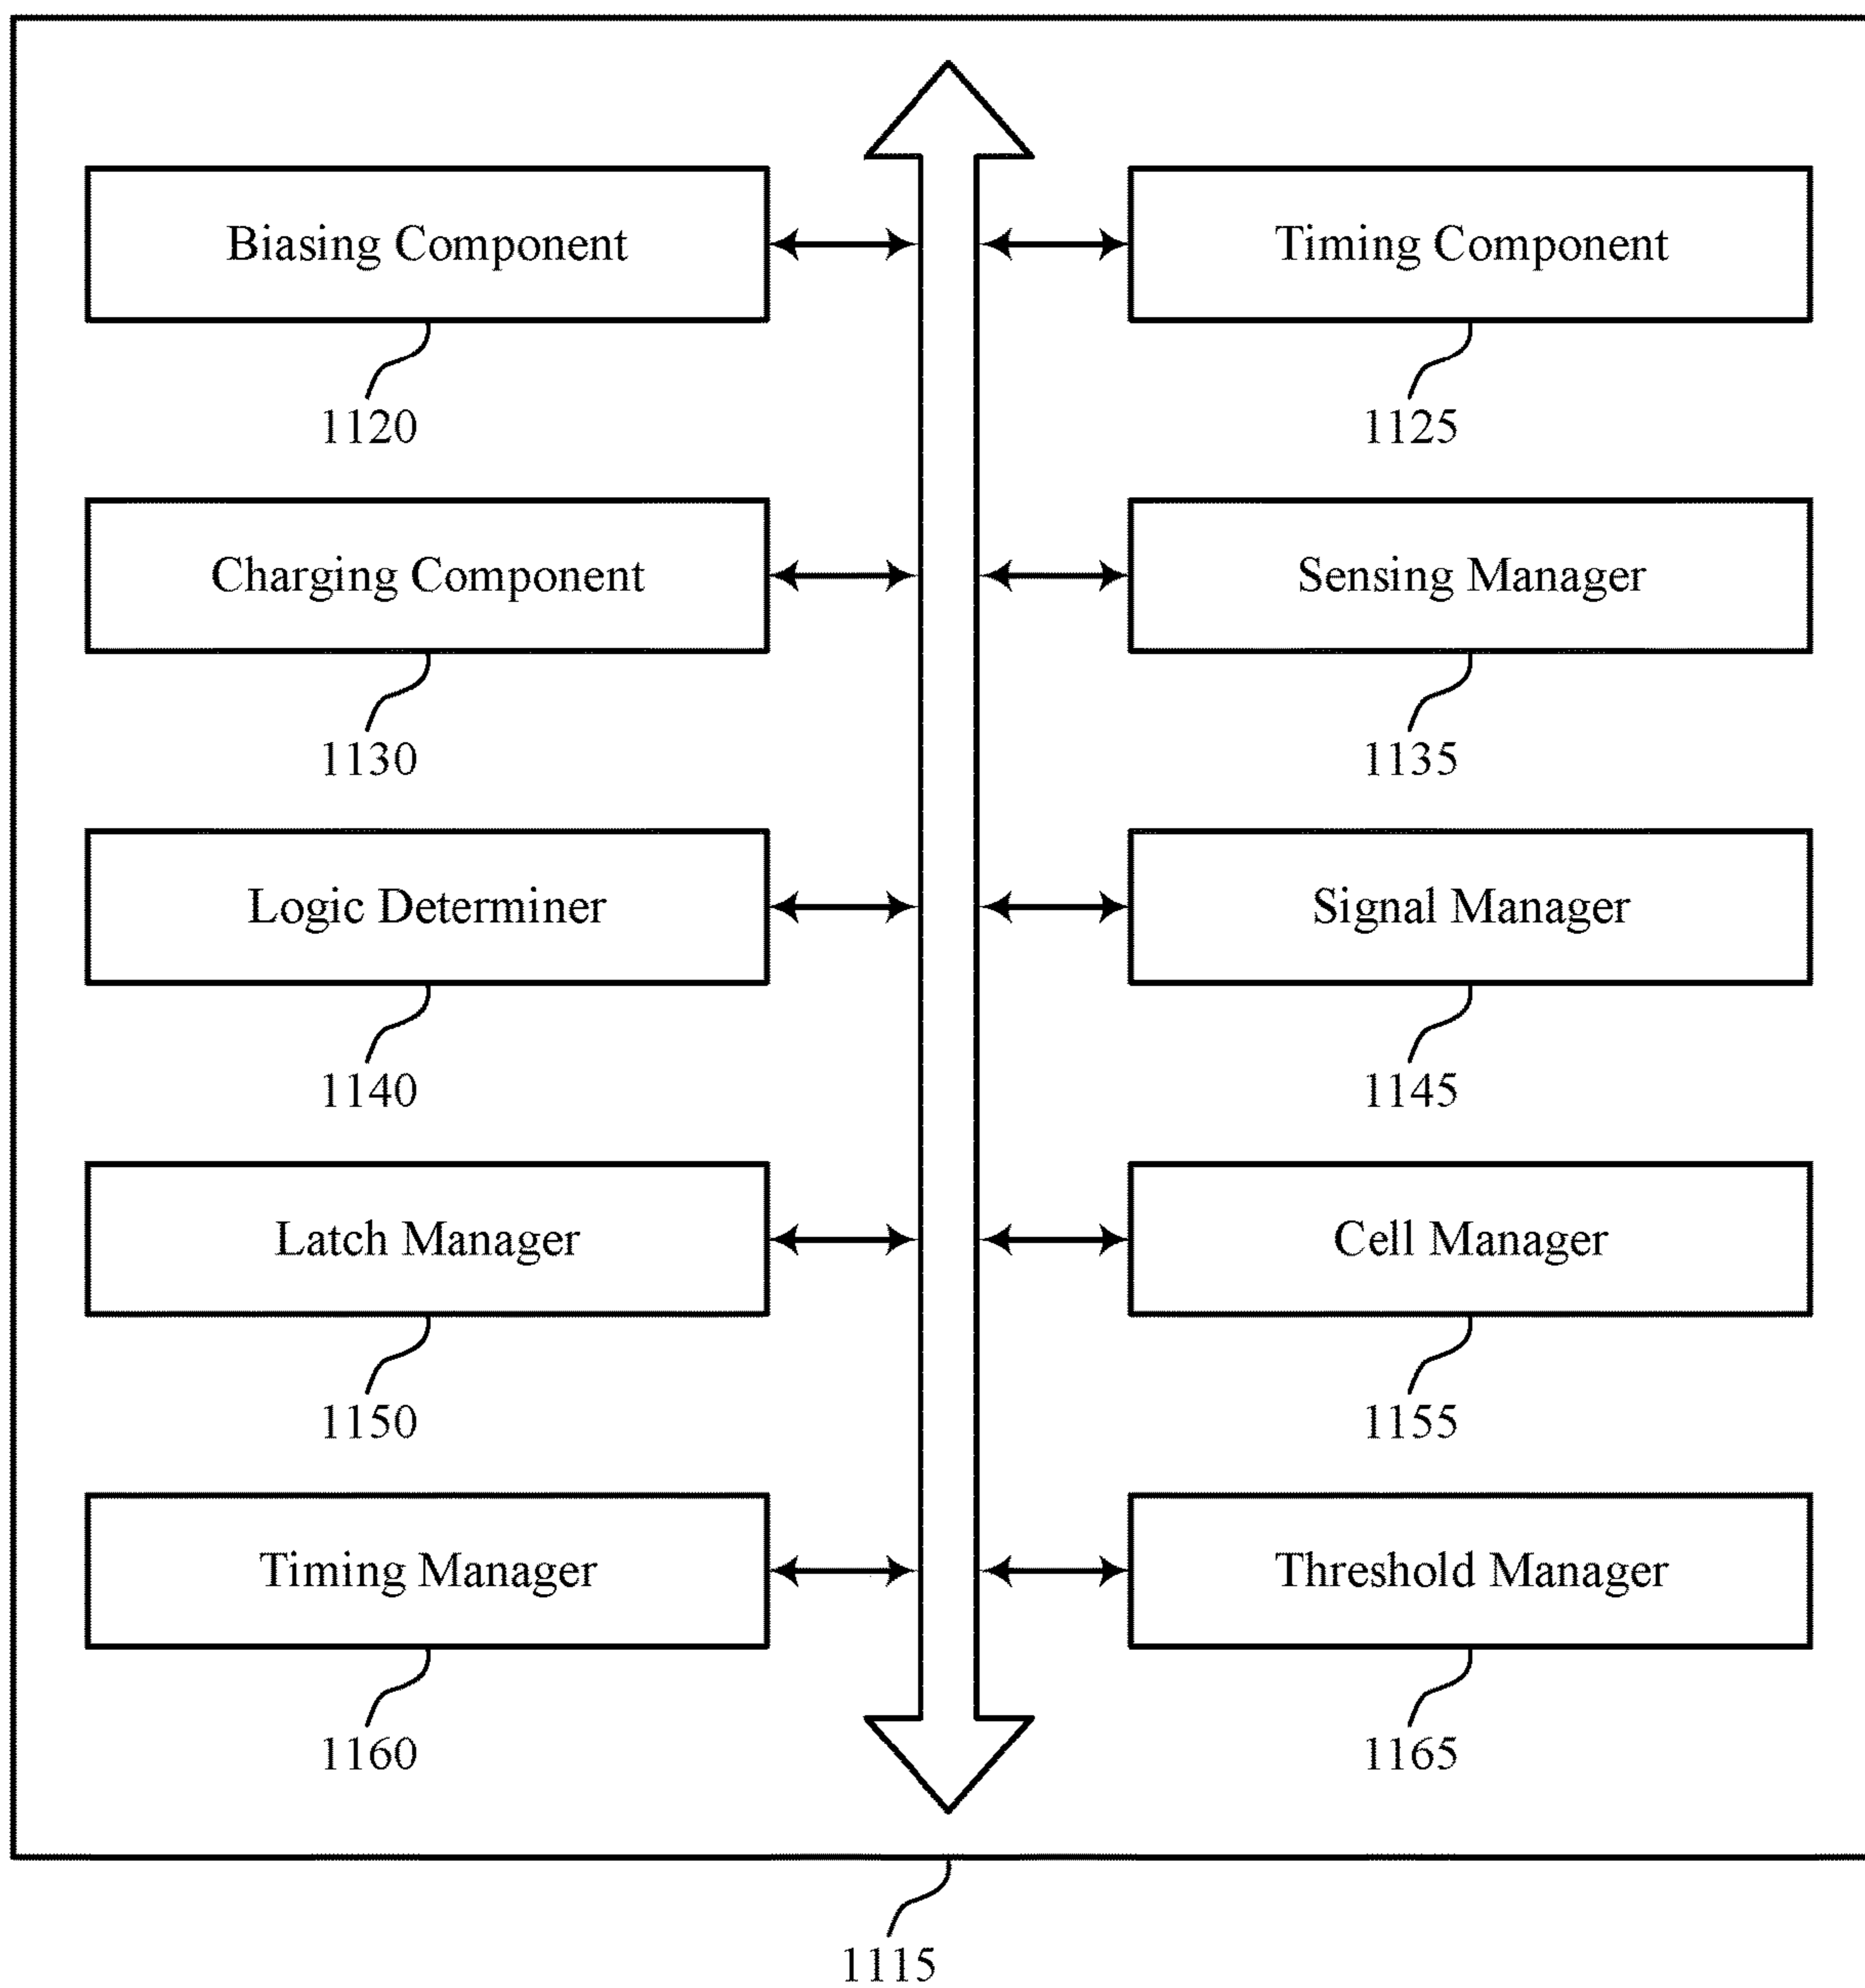 Biasing Component
Timing Component
1120
1125
Charging Component
Sensing Manager
1130
1135
Logic Determiner
Signal Manager
1140
1145
Latch Manager
Cell Manager
1150
1155
Timing Manager
Threshold Manager
1160
1165
1115